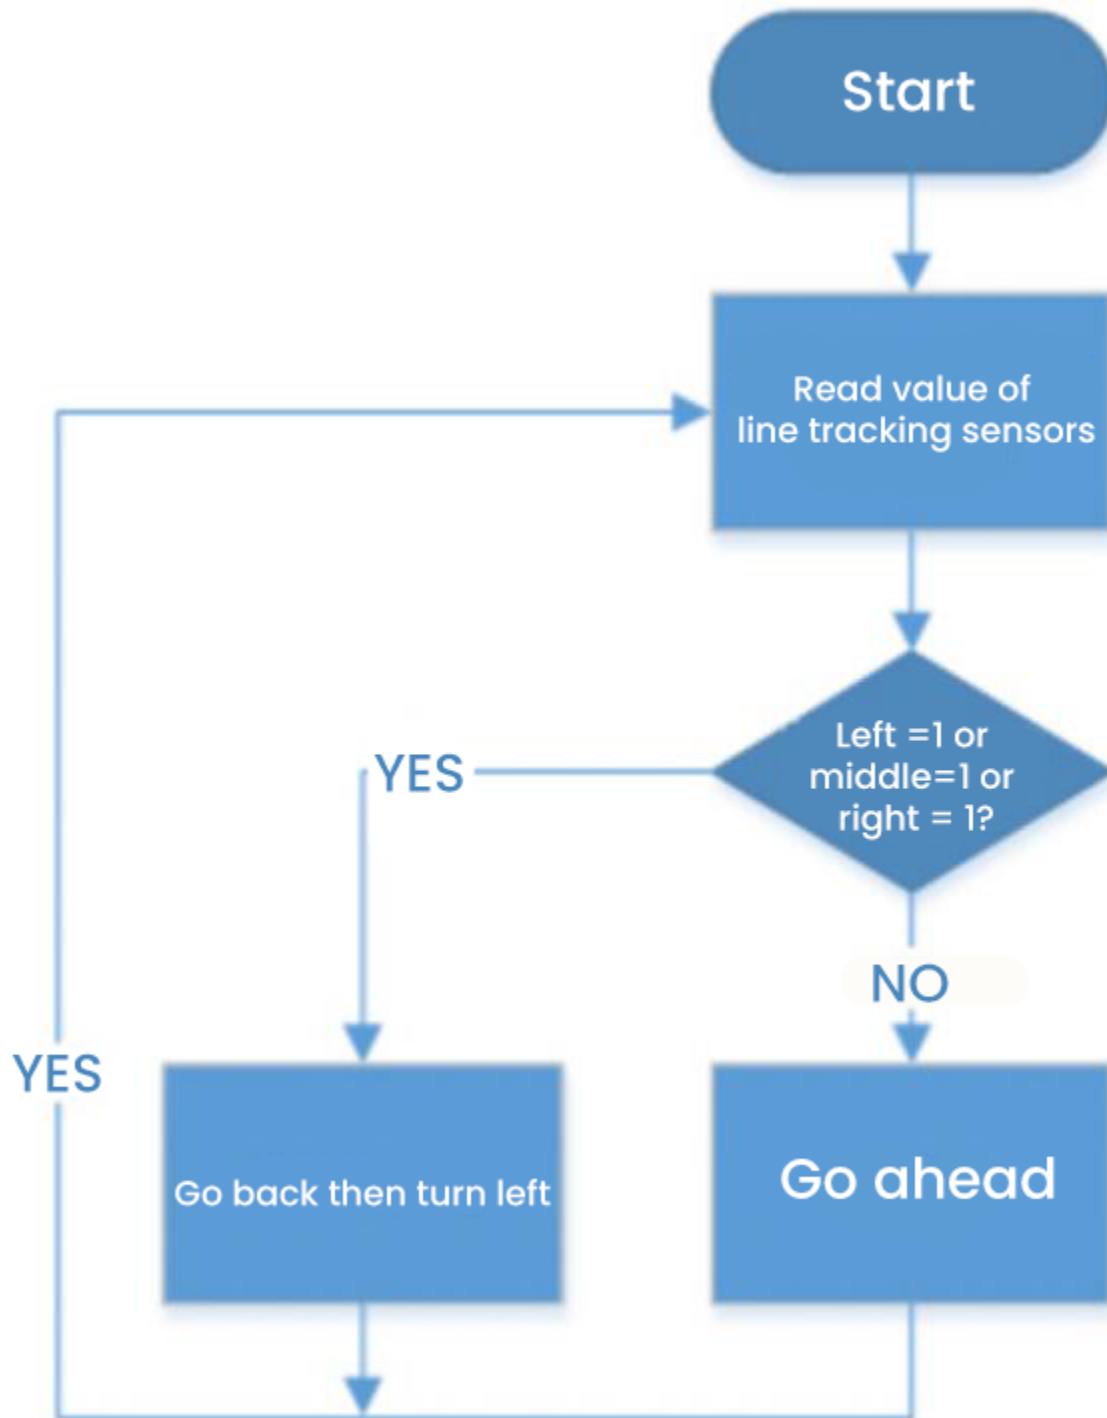 Start
Read value of
line tracking sensors
Left =1 or
middle=1 or
right = 1?
YES
NO
YES
Go back then turn left
Go ahead